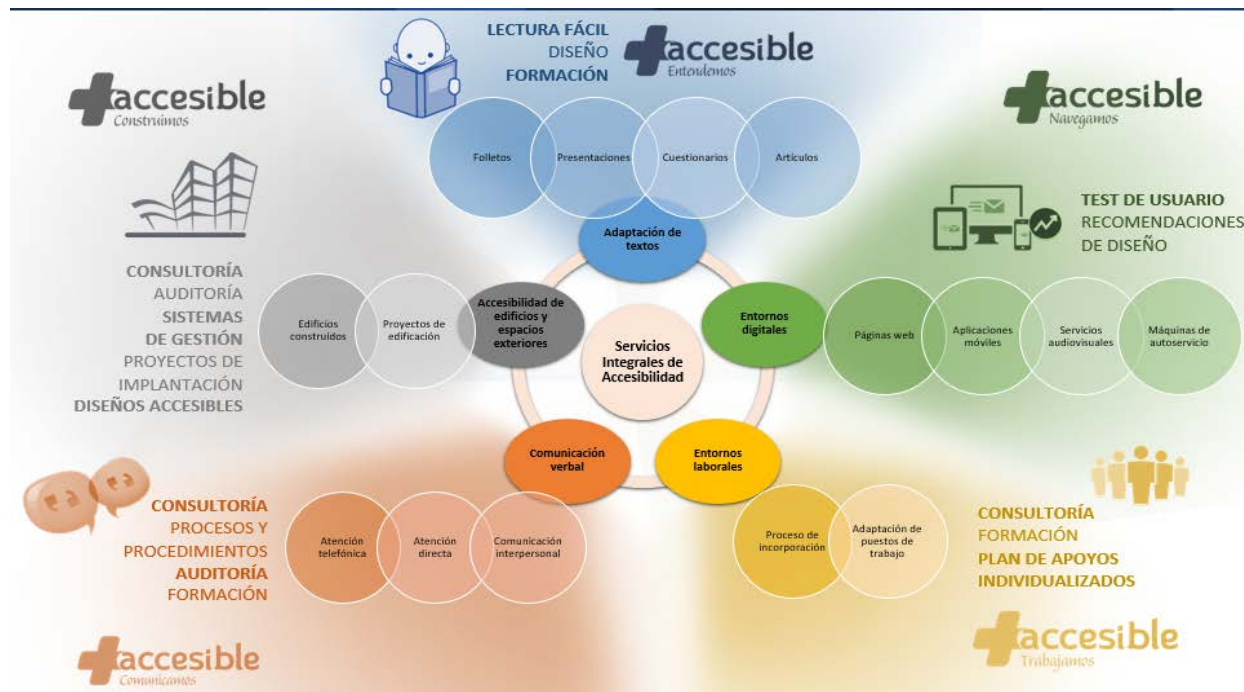 LECTURA FÁCIL
DISEÑO
FORMACIÓN
accesible
Entendemos
accesible
Construimos
accesible
Navegamos
Folletos
Presentaciones
Cuestionarios
Artículos
TEST DE USUARIO
RECOMENDACIONES
DE DISEÑO
Adaptación de
textos
CONSULTORÍA
AUDITORÍA
SISTEMAS
DE GESTIÓN
PROYECTOS DE
IMPLANTACIÓN
DISEÑOS ACCESIBLES
Edificios
construidos
Proyectos de
edificación
Accesibilidad de
edificios y
espacios
exteriores
Servicios
Integrales de
Accesibilidad
Entornos
digitales
Páginas web
Aplicaciones
móviles
Servicios
audiovisuales
Máquinas de
autoservicio
Comunicación
verbal
Entornos
laborales
CONSULTORÍA
PROCESOS Y
PROCEDIMIENTOS
AUDITORÍA
FORMACIÓN
Atención
telefónica
Atención
directa
Comunicación
interpersonal
Proceso de
incorporación
Adaptación de
puestos de
trabajo
CONSULTORÍA
FORMACIÓN
PLAN DE APOYOS
INDIVIDUALIZADOS
accesible
Comunicamos
accesible
Trabajamos